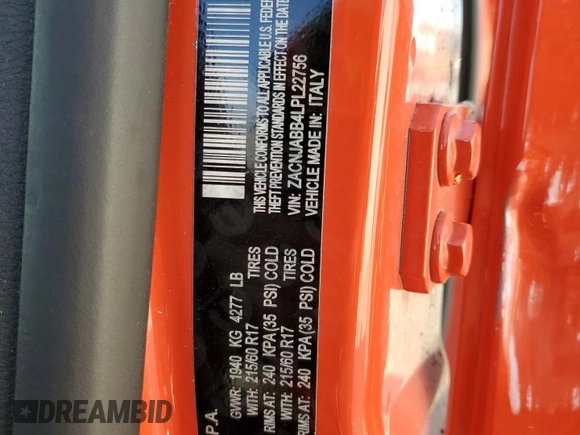 P.A.
GVWR: 1940 KG 4277 LB
WITH: 215/60 R17 TIRES
RIMS AT: 240 KPA (35 PSI) COLD
WITH: 215/60 R17 TIRES
RIMS AT: 240 KPA (35 PSI) COLD
THIS VEHICLE CONFORMS TO ALL APPLICABLE U.S. FEDER
THEFT PREVENTION STANDARDS IN EFFECT ON THE DATE
VIN: ZACNJABB4LPL22756
VEHICLE MADE IN: ITALY
DREAMBID